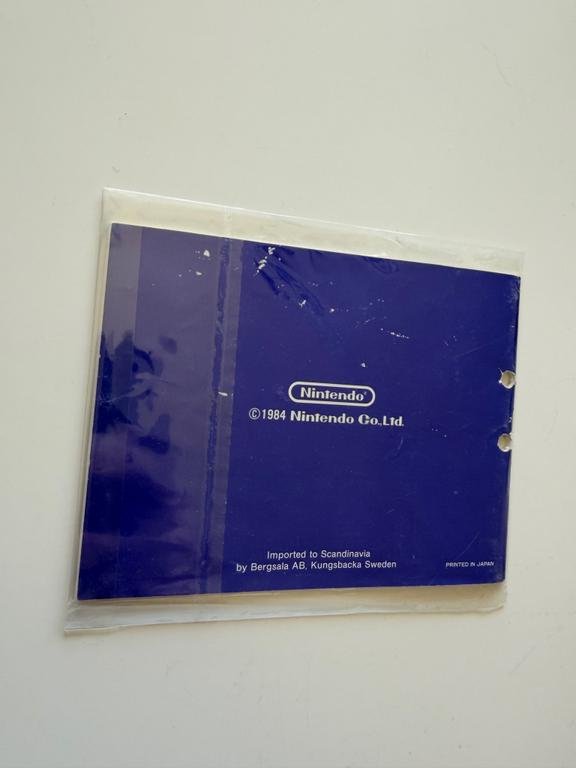 Nintendo®
©1984 Nintendo Co.,Ltd.
Imported to Scandinavia
by Bergsala AB, Kungsbacka Sweden
PRINTED IN JAPAN